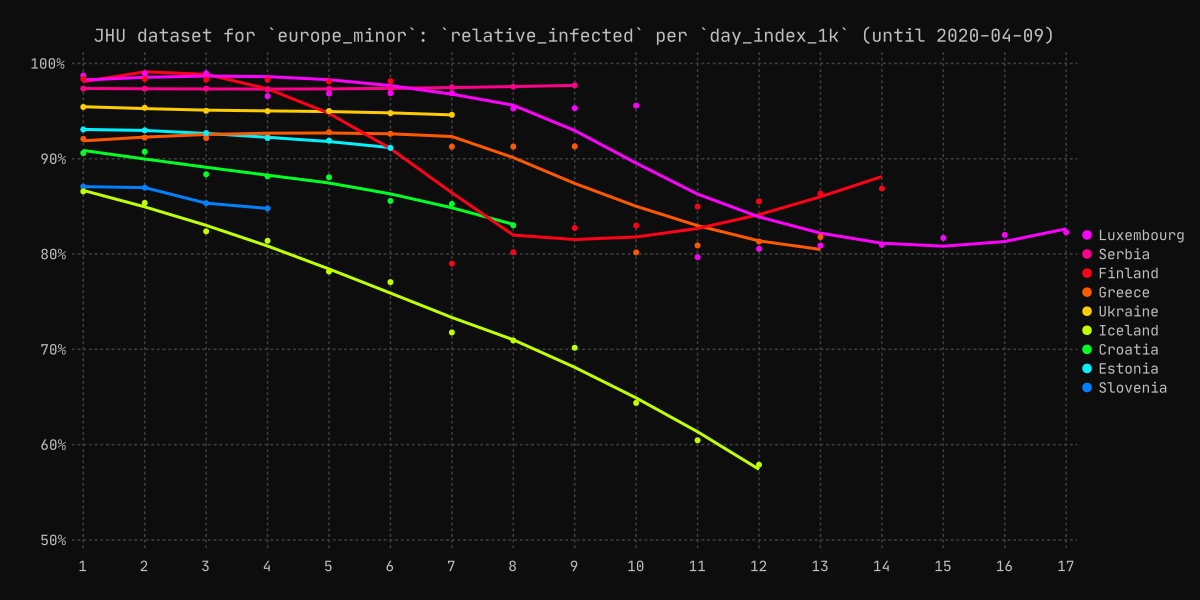 JHU dataset for `europe_minor`: `relative_infected` per `day_index_1k` (until 2020-04-09)
100%
90%
80%
70%
60%
50%
1 2 3 4 5 6 7 8 9 10 11 12 13 14 15 16 17
Luxembourg
Serbia
Finland
Greece
Ukraine
Iceland
Croatia
Estonia
Slovenia